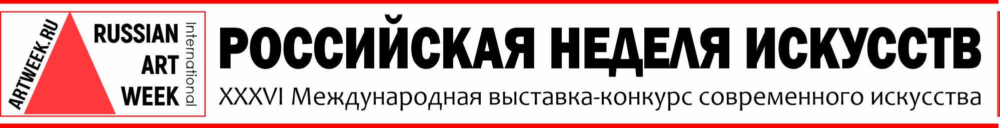 ARTWEEK.RU
RUSSIAN
ART
WEEK
International
РОССИЙСКАЯ НЕДЕЛЯ ИСКУССТВ
XXXVI Международная выставка-конкурс современного искусства